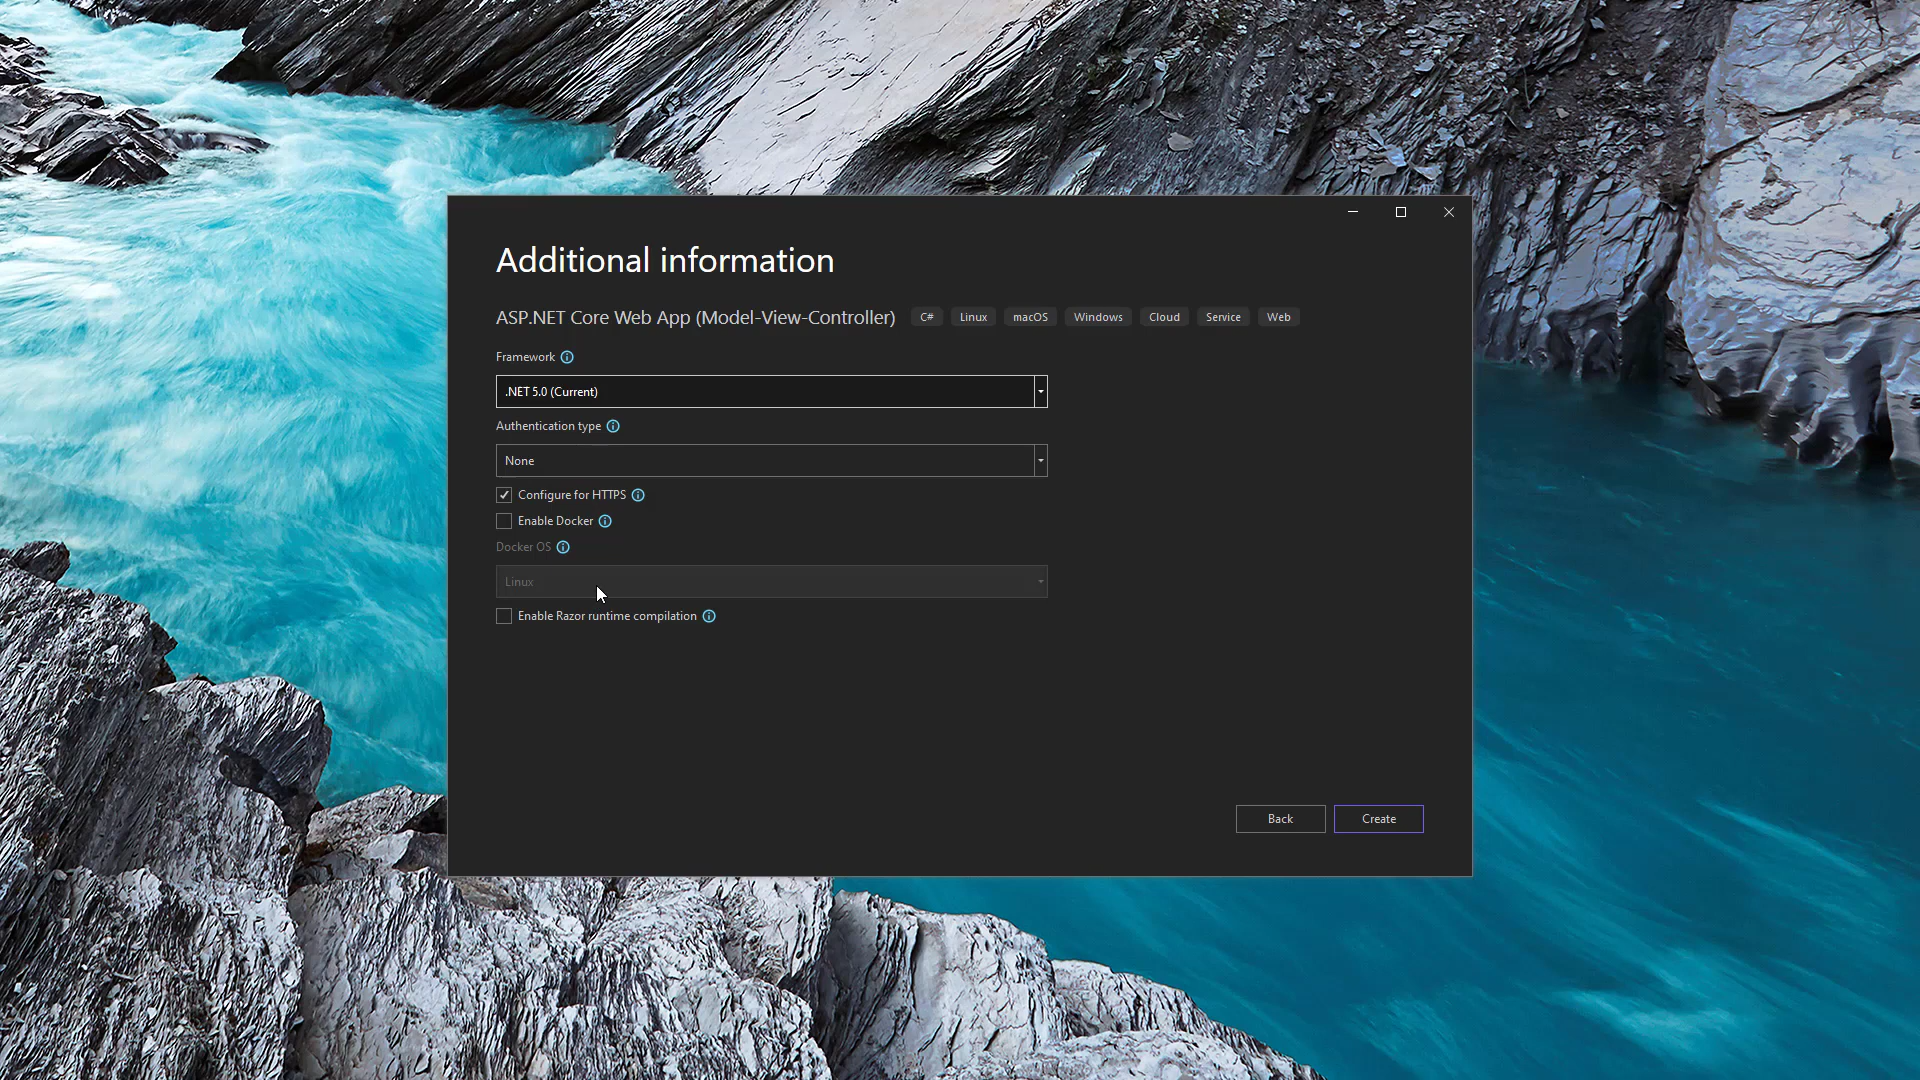 Additional information
ASP.NET Core Web App (Model-View-Controller) C# Linux macOS Windows Cloud Service Web
Framework
.NET 5.0 (Current)
Authentication type
None
Configure for HTTPS
Enable Docker
Docker OS
Linux
Enable Razor runtime compilation
Back Create